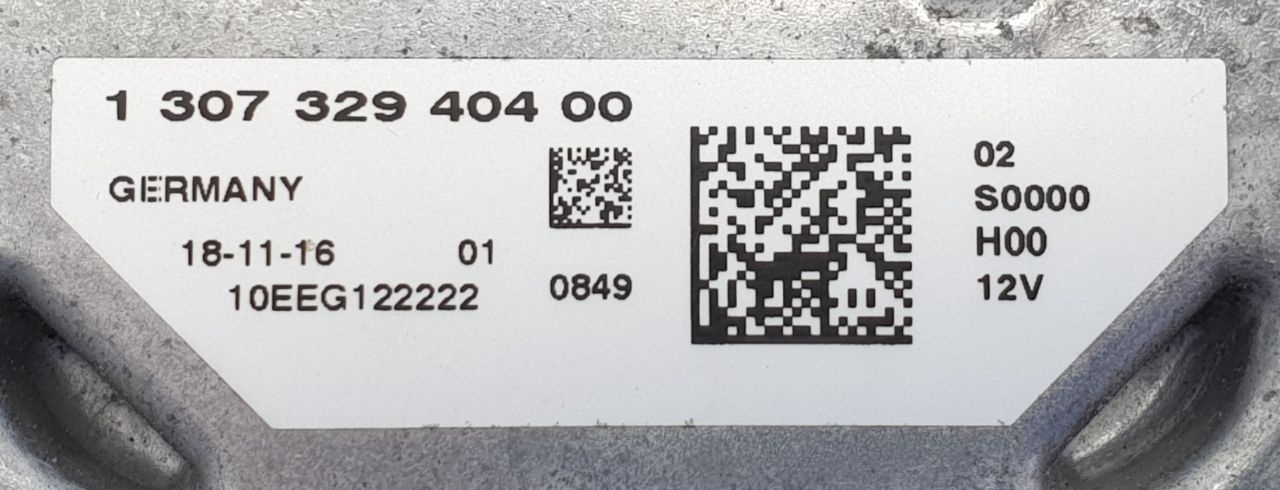 1 307 329 404 00
GERMANY
18-11-16 01
10EEG122222
0849
02
S0000
H00
12V